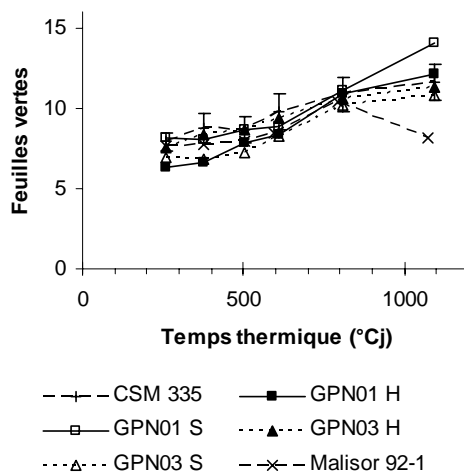 15
10
5
0
Feuilles vertes
0 500 1000
Temps thermique (°Cj)
CSM 335 GPN01 H
GPN01 S GPN03 H
GPN03 S Malisor 92-1